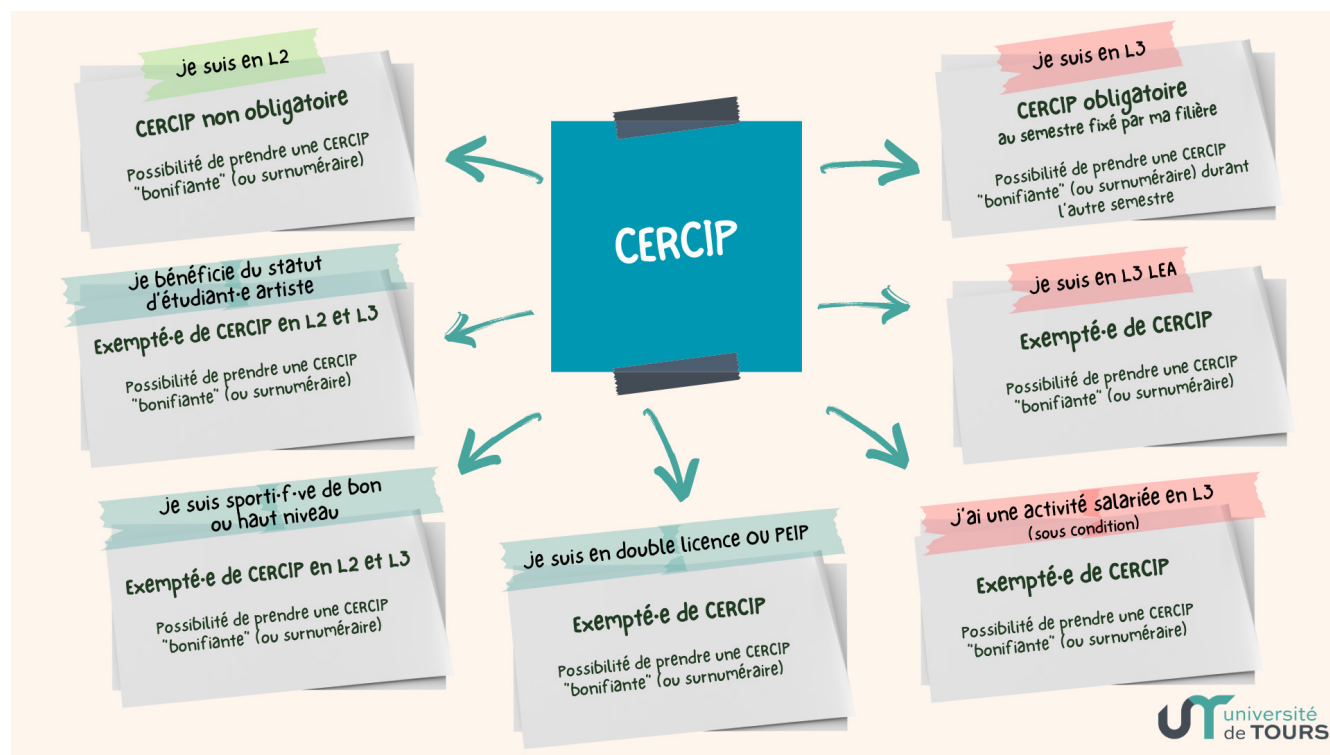 je suis en L2
CERCIP non obligatoire
Possibilité de prendre une CERCIP
"bonifiante" (ou surnuméraire)
je bénéficie du statut
d'étudiant·e artiste
Exempté·e de CERCIP en L2 et L3
Possibilité de prendre une CERCIP
"bonifiante" (ou surnuméraire)
je suis sporti·f·ve de bon
ou haut niveau
Exempté·e de CERCIP en L2 et L3
Possibilité de prendre une CERCIP
"bonifiante" (ou surnuméraire)
CERCIP
je suis en double licence OU PEIP
Exempté·e de CERCIP
Possibilité de prendre une CERCIP
"bonifiante" (ou surnuméraire)
je suis en L3
CERCIP obligatoire
au semestre fixé par ma filière
Possibilité de prendre une CERCIP
"bonifiante" (ou surnuméraire) durant
l'autre semestre
je suis en L3 LEA
Exempté·e de CERCIP
Possibilité de prendre une CERCIP
"bonifiante" (ou surnuméraire)
j'ai une activité salariée en L3
(sous condition)
Exempté·e de CERCIP
Possibilité de prendre une CERCIP
"bonifiante" (ou surnuméraire)
université
de TOURS